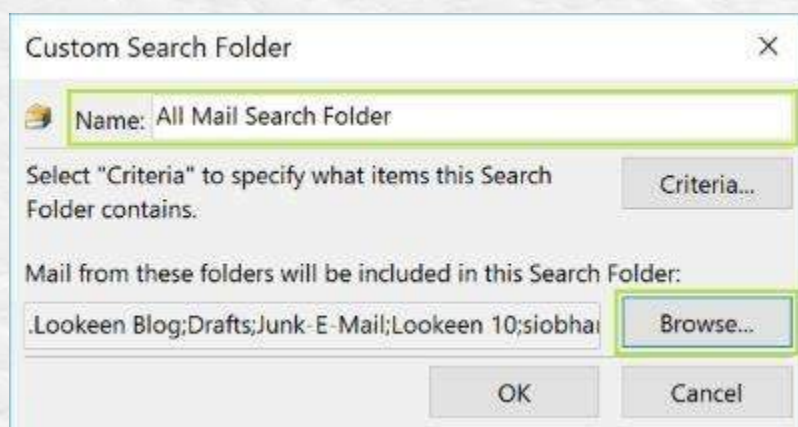 Custom Search Folder
Name: All Mail Search Folder
Select "Criteria" to specify what items this Search
Folder contains.
Criteria...
Mail from these folders will be included in this Search Folder:
.Lookeen Blog;Drafts;Junk-E-Mail;Lookeen 10;
Browse...
OK
Cancel